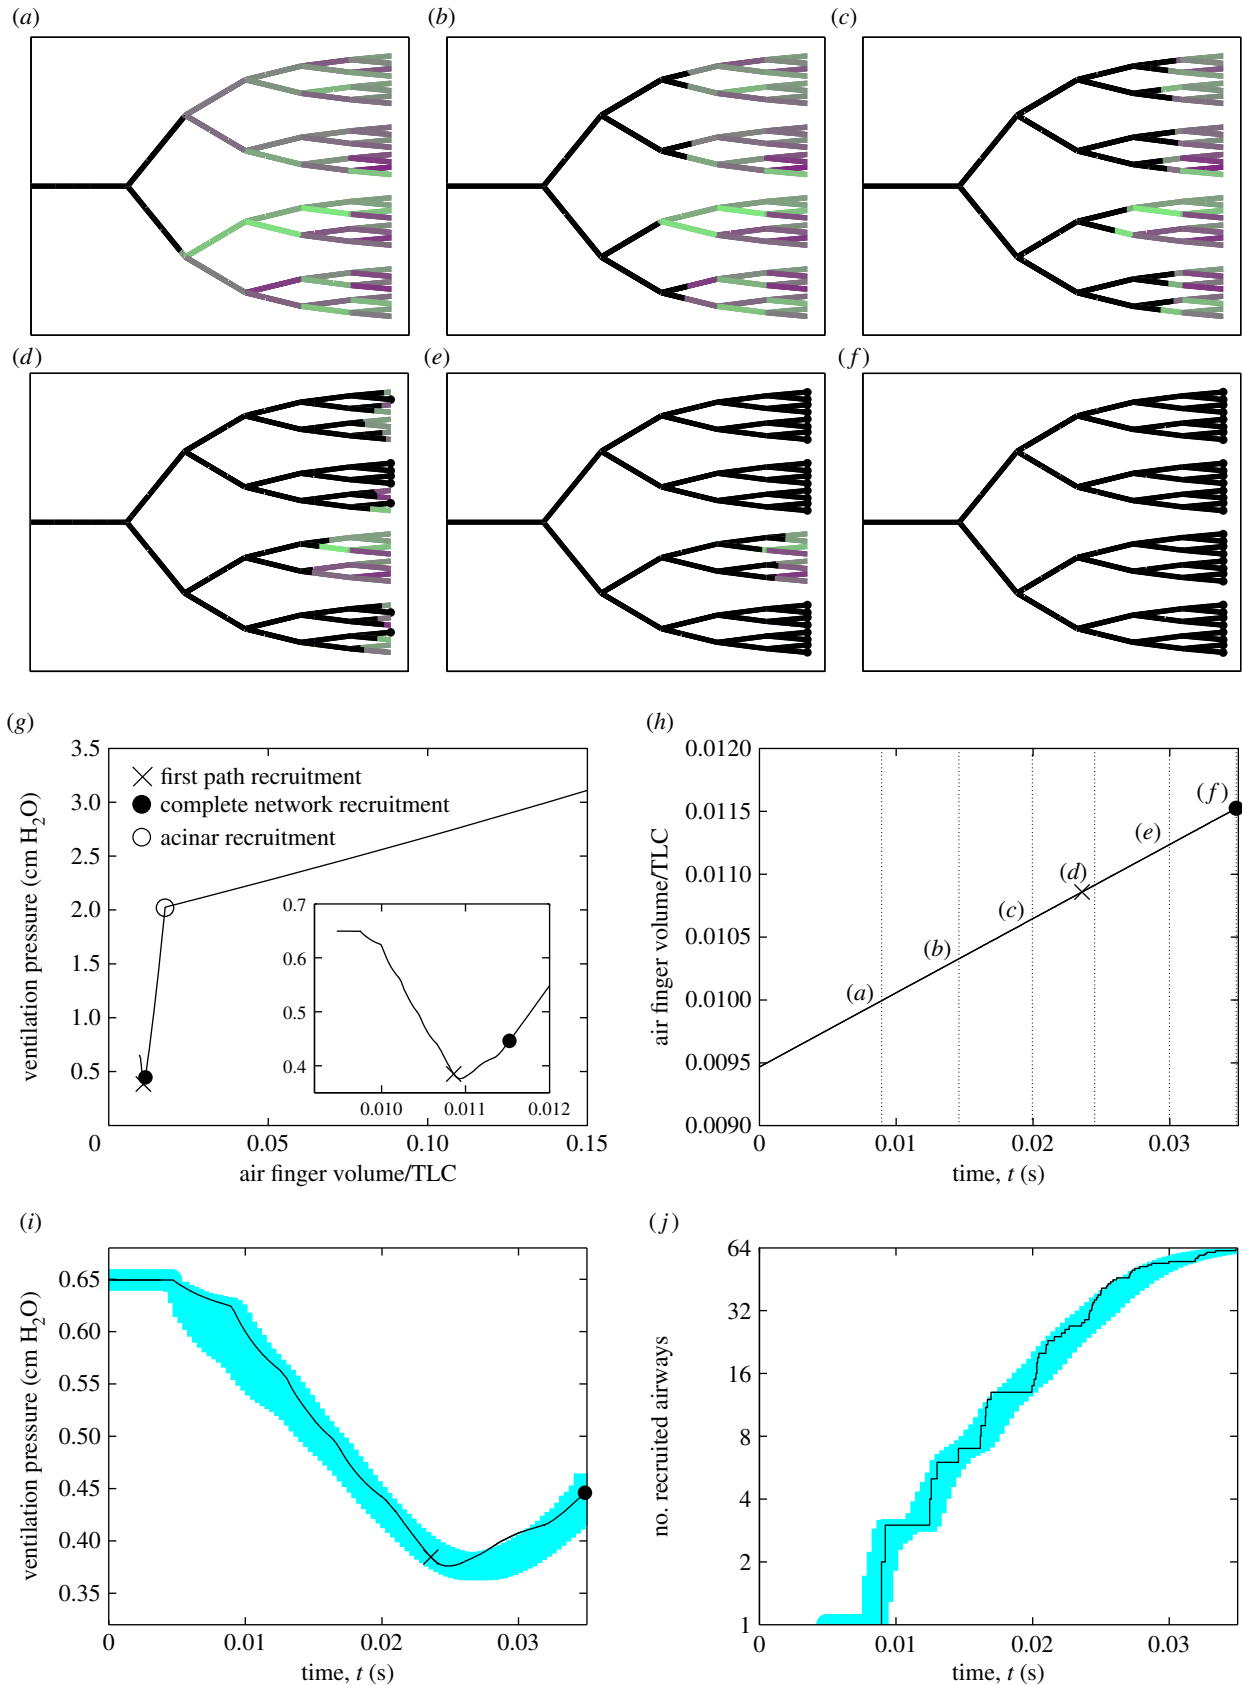 (a)
(b)
(c)
(d)
(e)
(f)
(g)
3.5
3.0
2.5
2.0
1.5
1.0
0.5
0
0.05
0.10
0.15
ventilation pressure (cm H₂O)
air finger volume/TLC
first path recruitment
complete network recruitment
acinar recruitment
0.7
0.6
0.5
0.4
0.010
0.011
0.012
(h)
0.0120
0.0115
0.0110
0.0105
0.0100
0.0095
0.0090
0
0.01
0.02
0.03
air finger volume/TLC
time, t (s)
(a)
(b)
(c)
(d)
(e)
(f)
(i)
0.65
0.60
0.55
0.50
0.45
0.40
0.35
0
0.01
0.02
0.03
ventilation pressure (cm H₂O)
time, t (s)
(j)
64
32
16
8
4
2
1
0
0.01
0.02
0.03
no. recruited airways
time, t (s)